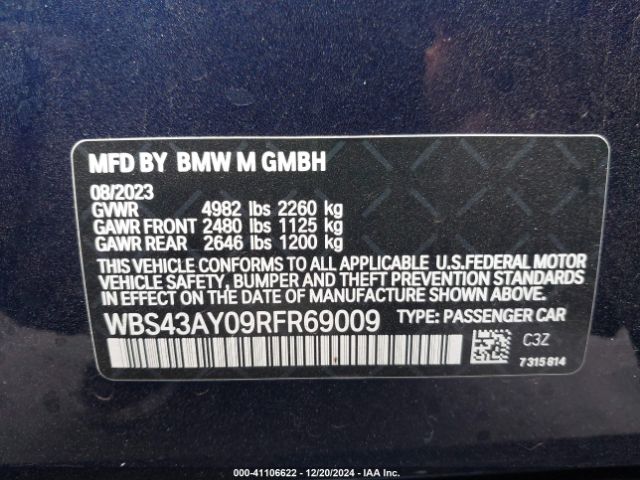 MFD BY BMW M GMBH
08/2023
GVWR 4982 lbs 2260 kg
GAWR FRONT 2480 lbs 1125 kg
GAWR REAR 2646 lbs 1200 kg
THIS VEHICLE CONFORMS TO ALL APPLICABLE U.S.FEDERAL MOTOR
VEHICLE SAFETY, BUMPER, AND THEFT PREVENTION STANDARDS
IN EFFECT ON THE DATE OF MANUFACTURE SHOWN ABOVE.
WBS43AY09RFR69009 TYPE: PASSENGER CAR
C3Z
7315814
000-41106622 - 12/20/2024 - IAA Inc.